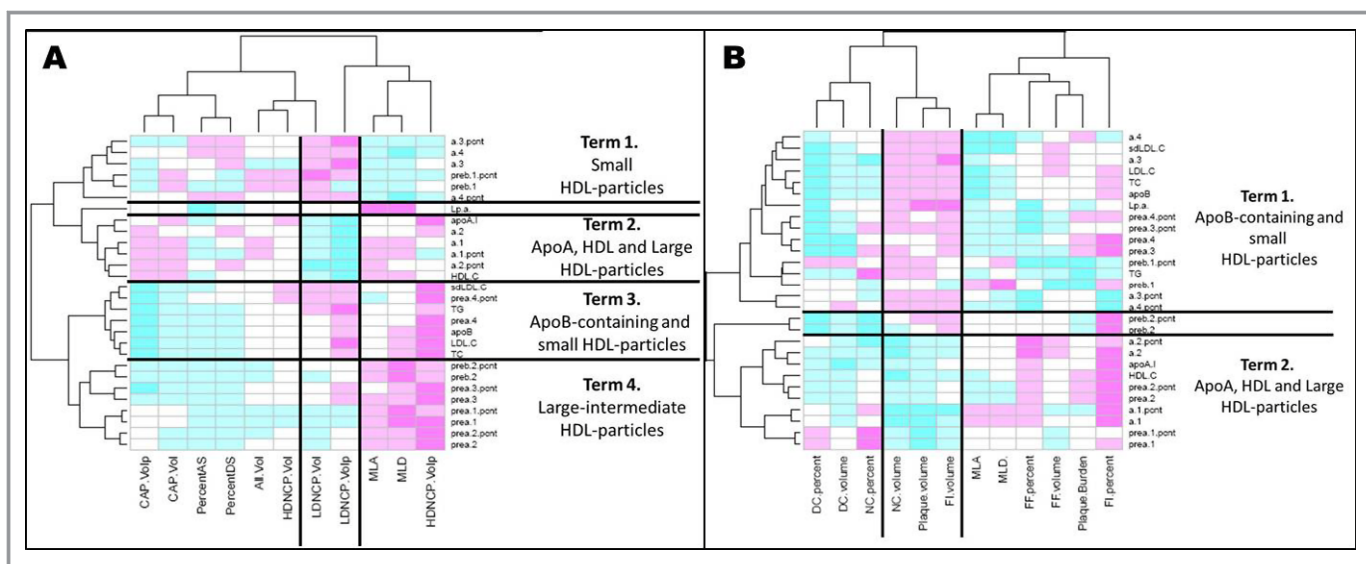 A
a.3.pcnt
a.4
a.3
preb.1.pcnt
preb.1
a.4.pcnt
Lp.a.
apoA.I
a.2
a.1
a.1.pcnt
a.2.pcnt
HDL.C
sdLDL.C
prea.4.pcnt
TG
prea.4
apoB
LDL.C
TC
preb.2.pcnt
preb.2
prea.3.pcnt
prea.3
prea.1.pcnt
prea.1
prea.2.pcnt
prea.2
Term 1.
Small
HDL-particles
Term 2.
ApoA, HDL and Large
HDL-particles
Term 3.
ApoB-containing and
small HDL-particles
Term 4.
Large-intermediate
HDL-particles
CAP.Volp
CAP.Vol
PercentAS
PercentDS
All.Vol
HDNCP.Vol
LDNCP.Vol
LDNCP.Volp
MLA
MLD
HDNCP.Volp
B
a.4
sdLDL.C
a.3
LDL.C
TC
apoB
Lp.a.
prea.4.pcnt
prea.3.pcnt
prea.4
prea.3
preb.1.pcnt
TG
preb.1
a.3.pcnt
a.4.pcnt
preb.2.pcnt
preb.2
a.2.pcnt
a.2
apoA.I
HDL.C
prea.2.pcnt
prea.2
a.1.pcnt
a.1
prea.1.pcnt
prea.1
Term 1.
ApoB-containing and
small
HDL-particles
Term 2.
ApoA, HDL and Large
HDL-particles
DC.percent
DC.volume
NC.percent
NC.volume
Plaque.volume
FI.volume
MLA
MLD.
FF.percent
FF.volume
Plaque.Burden
FI.percent